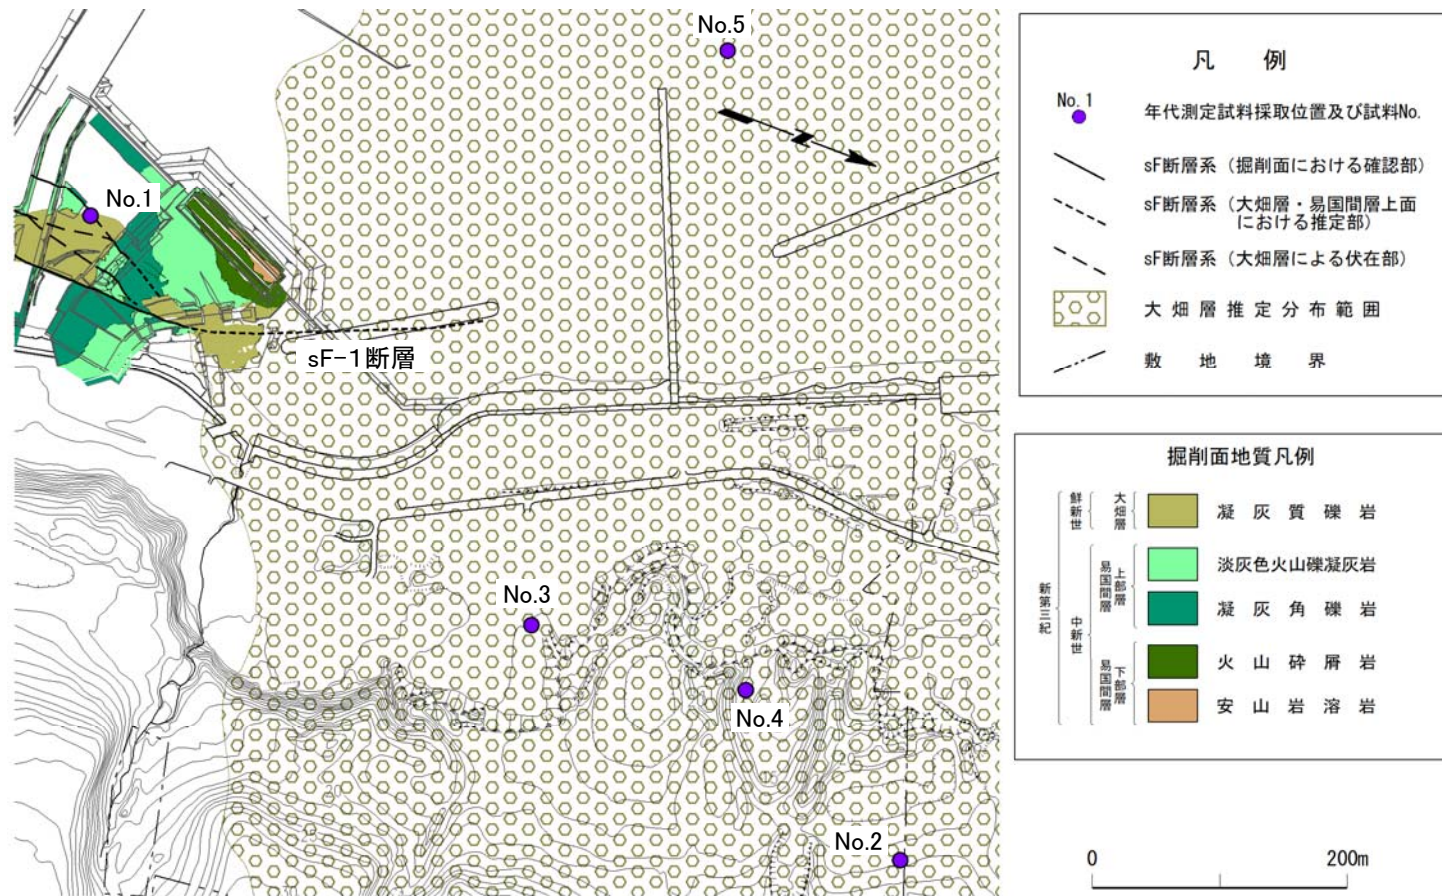 No.5
No.1
sF-1断層
No.3
No.4
No.2
20
25
凡 例
No. 1
年代測定試料採取位置及び試料No.
sF断層系（掘削面における確認部）
sF断層系（大畑層・易国間層上面
における推定部）
sF断層系（大畑層による伏在部）
大畑層推定分布範囲
敷地境界
掘削面地質凡例
新第三紀
鮮新世
大畑層
凝灰質礫岩
中新世
易国間層
上部層
淡灰色火山礫凝灰岩
凝灰角礫岩
易国間層
下部層
火山砕屑岩
安山岩溶岩
0 200m